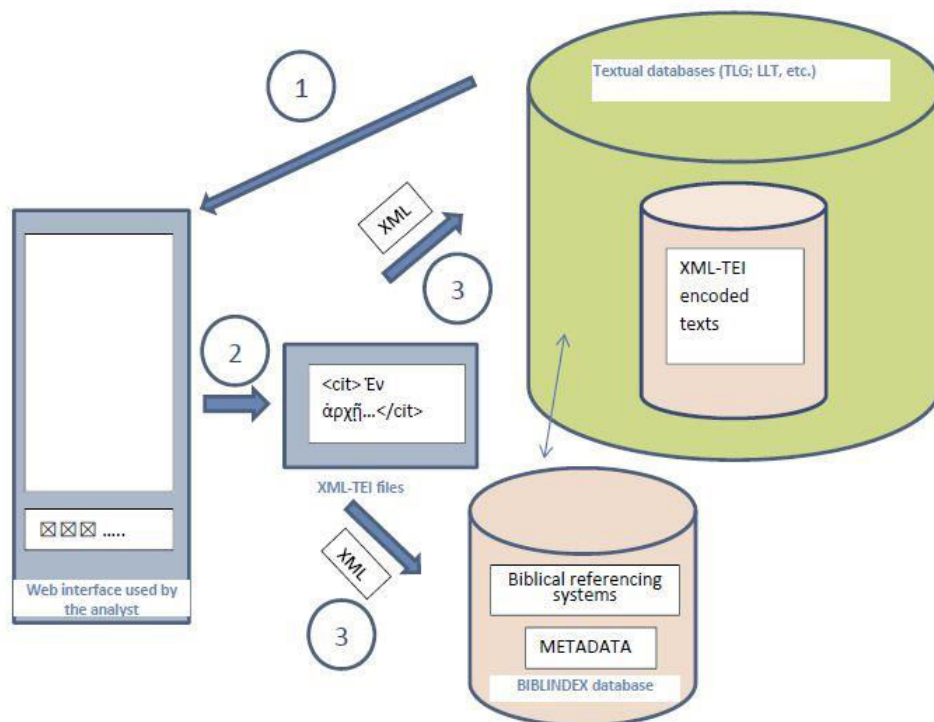 Textual databases (TLG; LLT, etc.)
1
XML
3
XML-TEI
encoded
texts
2
<cit> Ἐν
ἀρχῇ...</cit>
XML-TEI files
.....
Web interface used by
the analyst
XML
3
Biblical referencing
systems
METADATA
BIBLINDEX database